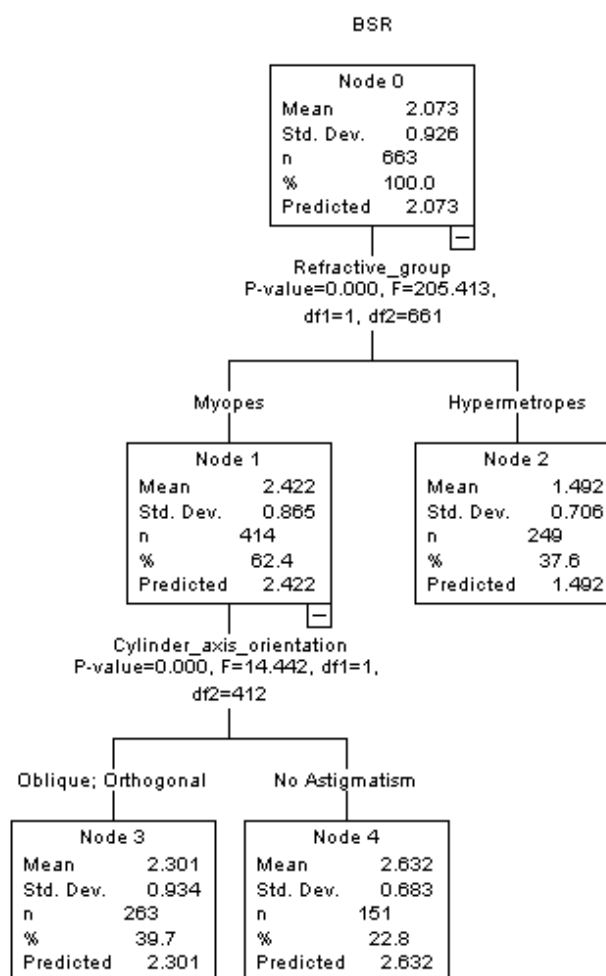 BSR
Node 0
Mean 2.073
Std. Dev. 0.926
n 663
% 100.0
Predicted 2.073
Refractive_group
P-value=0.000, F=205.413,
df1=1, df2=661
Myopes
Hypermetropes
Node 1
Mean 2.422
Std. Dev. 0.865
n 414
% 62.4
Predicted 2.422
Node 2
Mean 1.492
Std. Dev. 0.706
n 249
% 37.6
Predicted 1.492
Cylinder_axis_orientation
P-value=0.000, F=14.442, df1=1,
df2=412
Oblique; Orthogonal
No Astigmatism
Node 3
Mean 2.301
Std. Dev. 0.934
n 263
% 39.7
Predicted 2.301
Node 4
Mean 2.632
Std. Dev. 0.683
n 151
% 22.8
Predicted 2.632